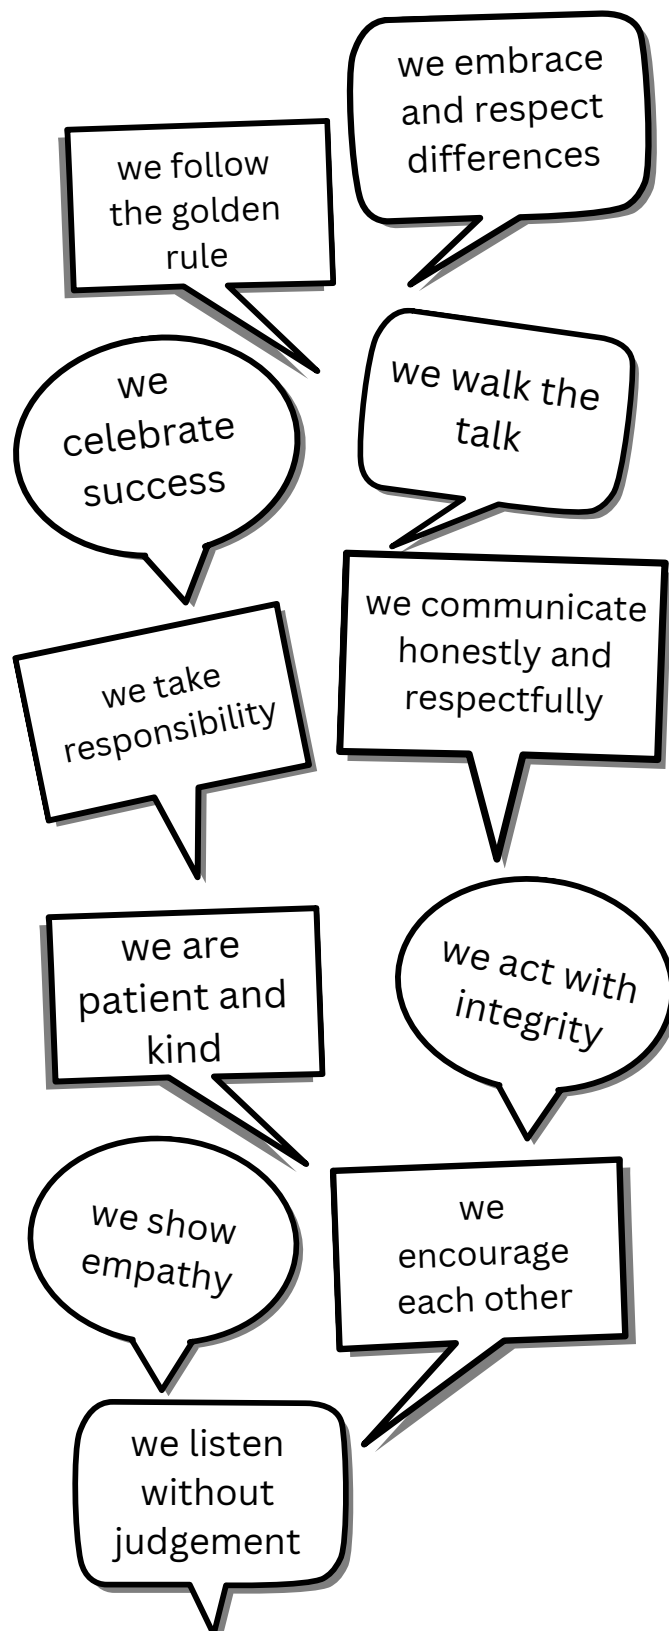 we embrace
and respect
differences
we follow
the golden
rule
we
celebrate
success
we walk the
talk
we communicate
honestly and
respectfully
we take
responsibility
we are
patient and
kind
we act with
integrity
we show
empathy
we
encourage
each other
we listen
without
judgement